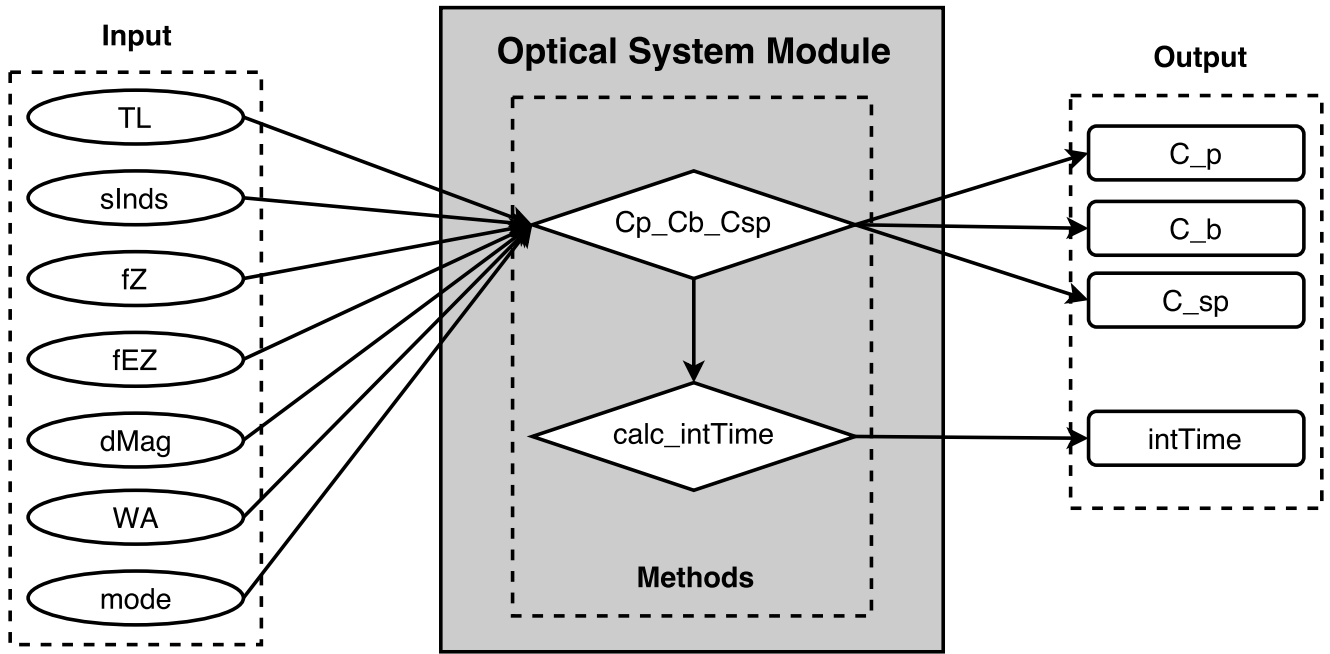 Input
TL
sInds
fZ
fEZ
dMag
WA
mode
Optical System Module
Cp_Cb_Csp
calc_intTime
Methods
Output
C_p
C_b
C_sp
intTime